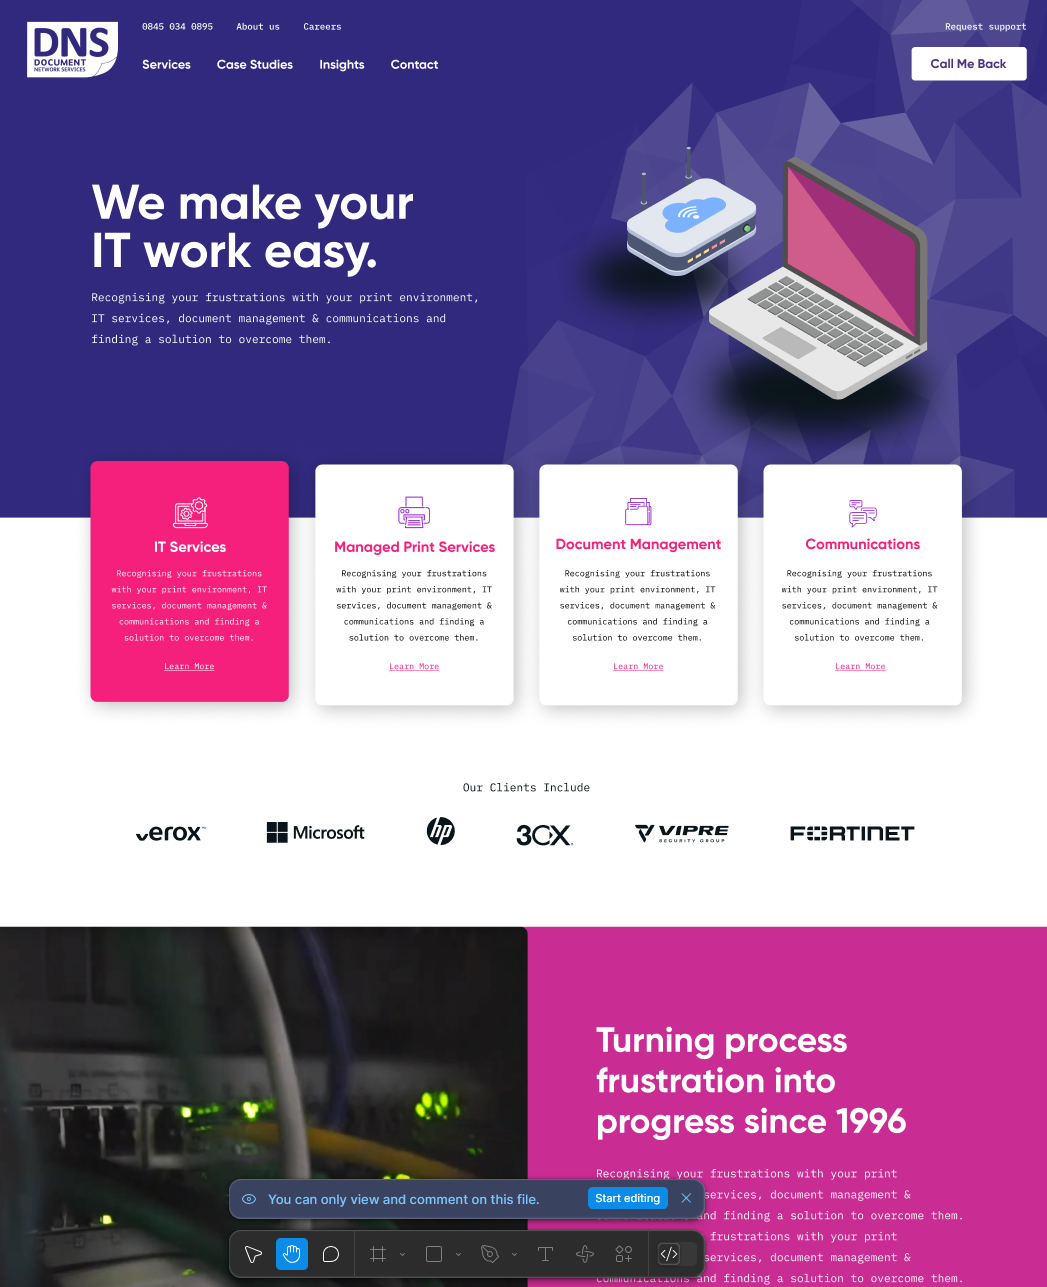 DNS
DOCUMENT
NETWORK SERVICES
0845 034 0895 About us Careers
Request support
Services Case Studies Insights Contact
Call Me Back
We make your
IT work easy.
Recognising your frustrations with your print environment,
IT services, document management & communications and
finding a solution to overcome them.
IT Services
Recognising your frustrations
with your print environment, IT
services, document management &
communications and finding a
solution to overcome them.
Learn More
Managed Print Services
Recognising your frustrations
with your print environment, IT
services, document management &
communications and finding a
solution to overcome them.
Learn More
Document Management
Recognising your frustrations
with your print environment, IT
services, document management &
communications and finding a
solution to overcome them.
Learn More
Communications
Recognising your frustrations
with your print environment, IT
services, document management &
communications and finding a
solution to overcome them.
Learn More
Our Clients Include
xerox™ Microsoft hp 3CX VIPRE FORTINET
SECURITY GROUP
Turning process
frustration into
progress since 1996
Recognising your frustrations with your print
services, document management &
and finding a solution to overcome them.
frustrations with your print
services, document management &
communications and finding a solution to overcome them.
You can only view and comment on this file. Start editing